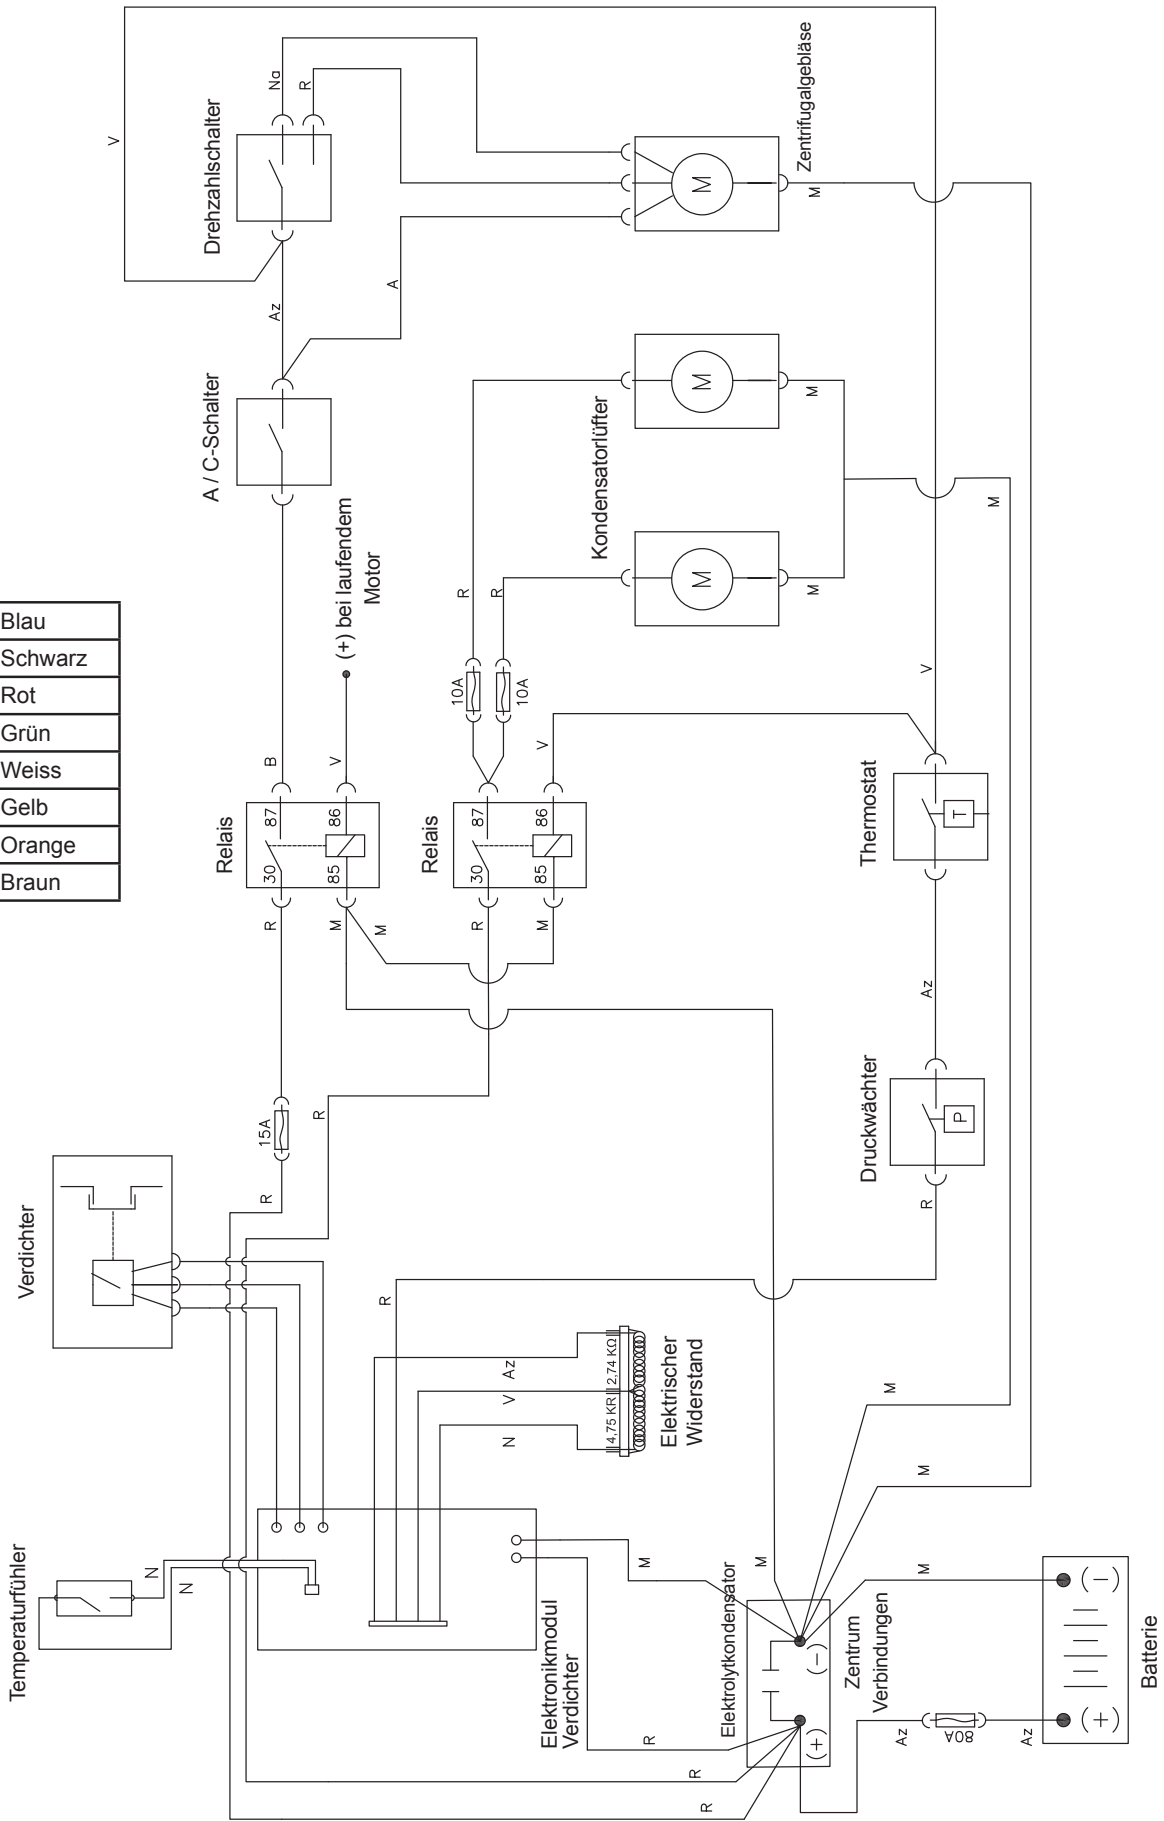 Blau
Schwarz
Rot
Grün
Weiss
Gelb
Orange
Braun
V
Drehzahlschalter
Na
R
Az
A
M
Zentrifugalgebläse
M
A / C-Schalter
Kondensatorlüfter
M
M
M
M
M
B
V
(+) bei laufendem
Motor
R
R
10A
10A
V
V
Relais
30
87
85
86
Relais
30
87
85
86
R
M
M
R
M
Thermostat
T
Az
Druckwächter
P
R
15A
R
R
Verdichter
R
Az
V
N
4,75 KR
2,74 KΩ
Elektrischer
Widerstand
M
M
Temperaturfühler
N
N
Elektronikmodul
Verdichter
M
R
R
R
M
Elektrolytkondensator
(+)
(-)
Zentrum
Verbindungen
M
Az
80A
Az
(+)
(-)
Batterie